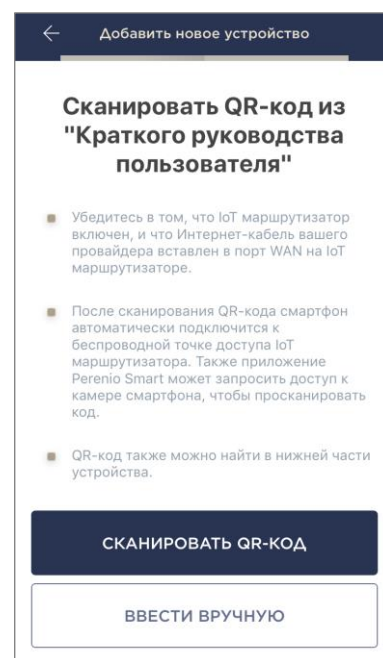 Добавить новое устройство
Сканировать QR-код из
"Краткого руководства
пользователя"
Убедитесь в том, что IoT маршрутизатор
включен, и что Интернет-кабель вашего
провайдера вставлен в порт WAN на IoT
маршрутизаторе.
После сканирования QR-кода смартфон
автоматически подключится к
беспроводной точке доступа IoT
маршрутизатора. Также приложение
Perenio Smart может запросить доступ к
камере смартфона, чтобы просканировать
код.
QR-код также можно найти в нижней части
устройства.
СКАНИРОВАТЬ QR-КОД
ВВЕСТИ ВРУЧНУЮ